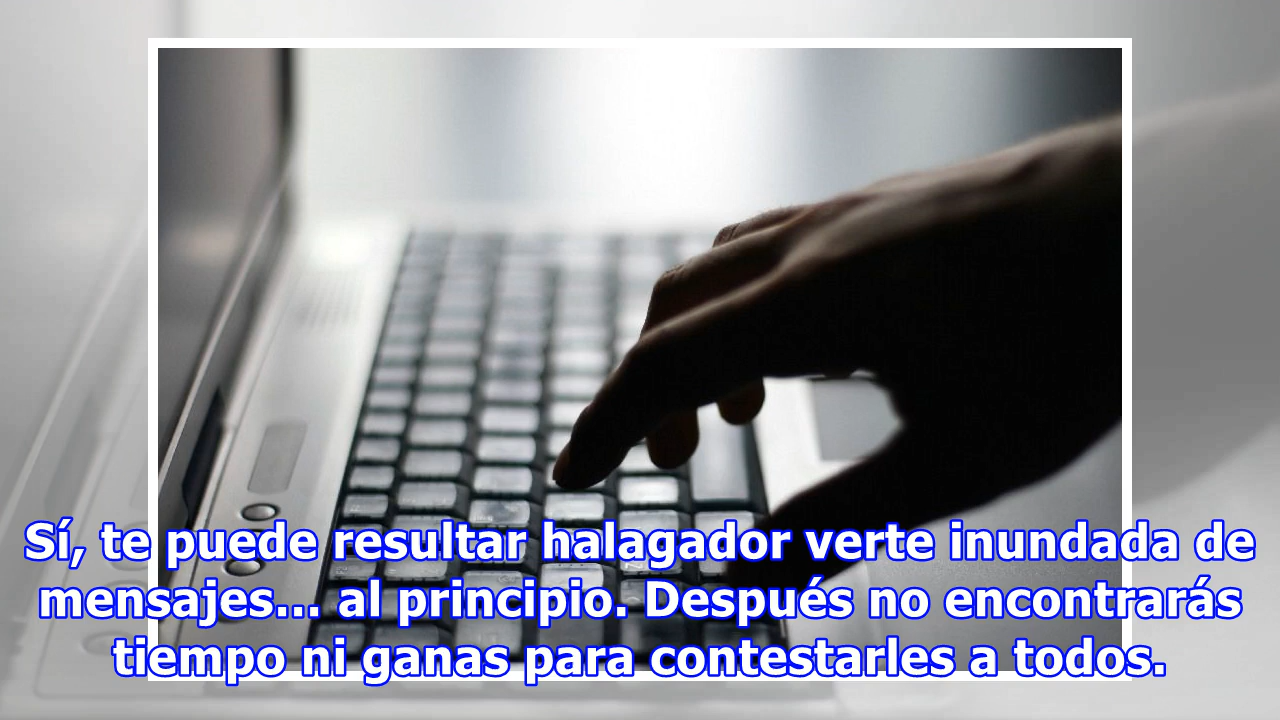 Sí, te puede resultar halagador verte inundada de
mensajes... al principio. Después no encontrarás
tiempo ni ganas para contestarles a todos.